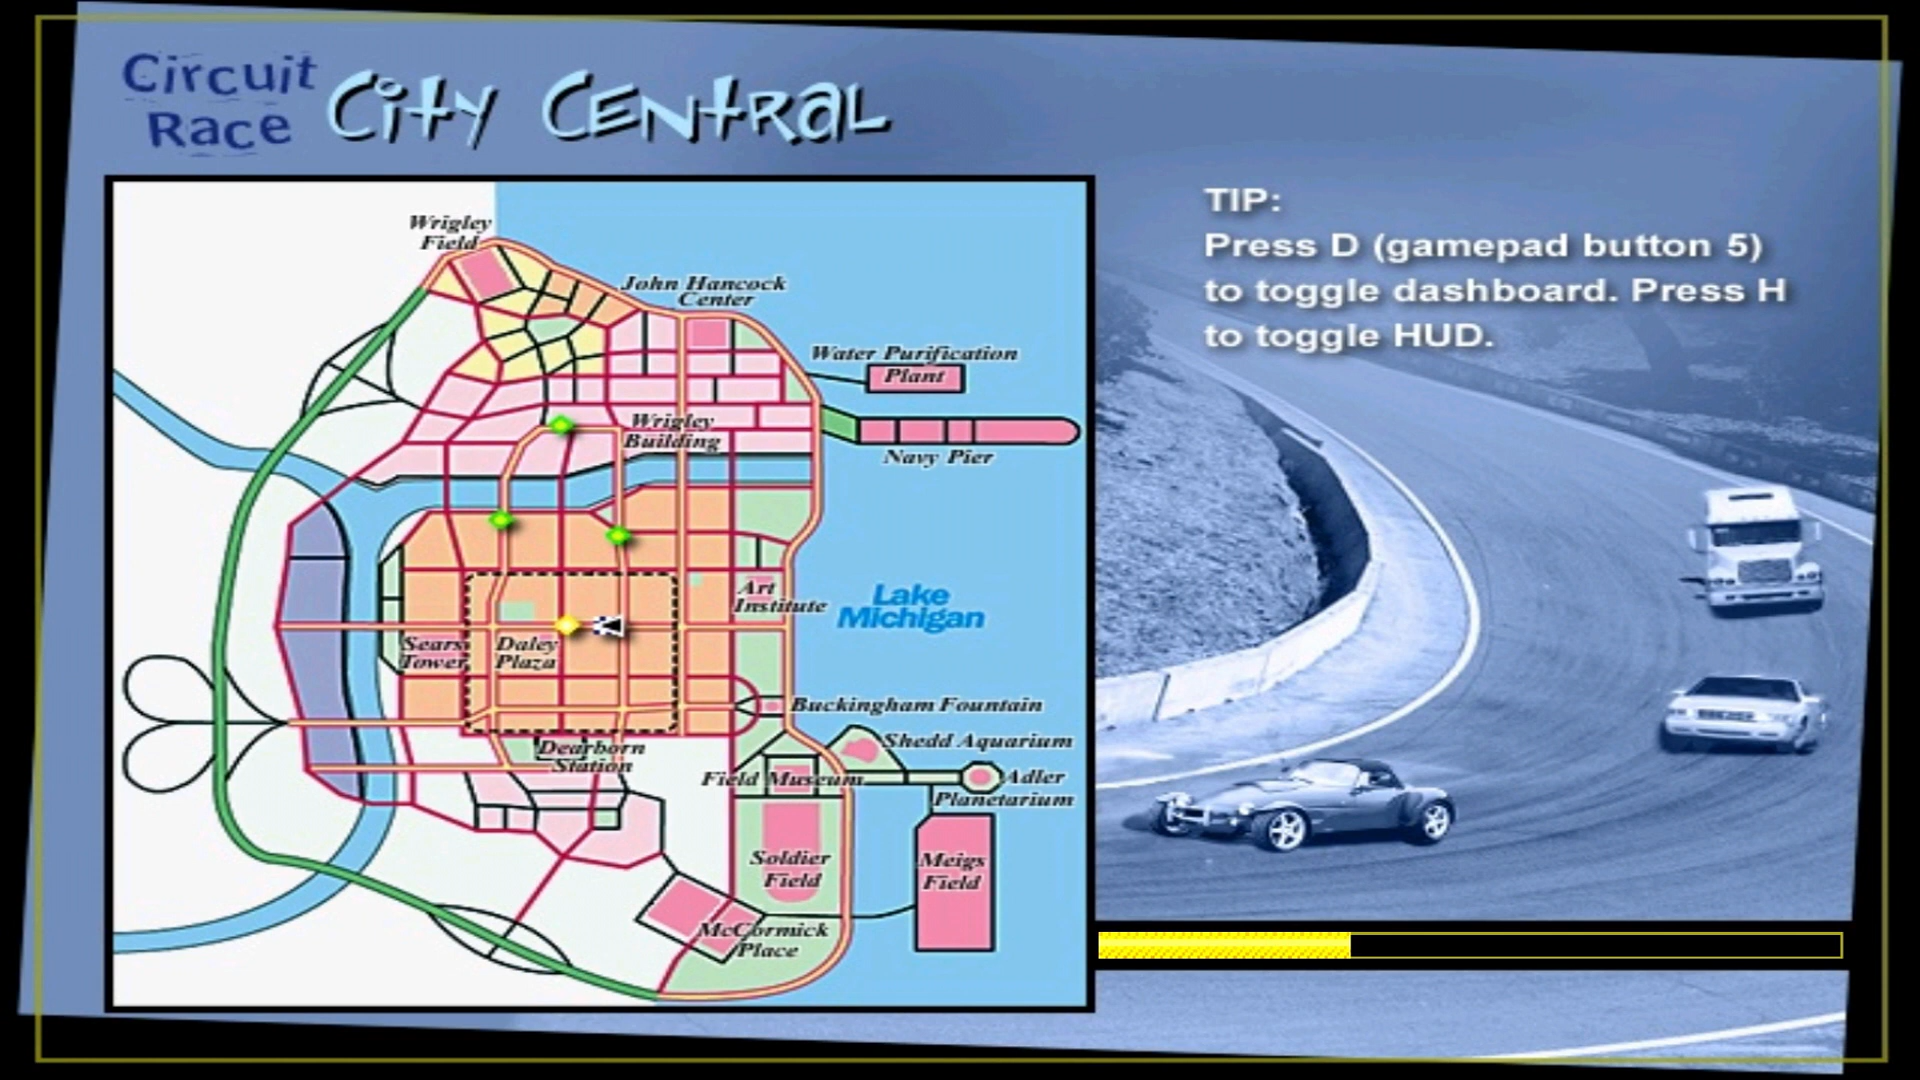 Circuit
Race
City Central
TIP:
Press D (gamepad button 5)
to toggle dashboard. Press H
to toggle HUD.
Wrigley
Field
John Hancock
Center
Water Purification
Plant
Wrigley
Building
Navy Pier
Art
Institute
Lake
Michigan
Sears
Tower
Daley
Plaza
Buckingham Fountain
Shedd Aquarium
Dearborn
Station
Field Museum
Adler
Planetarium
Soldier
Field
Meigs
Field
McCormick
Place